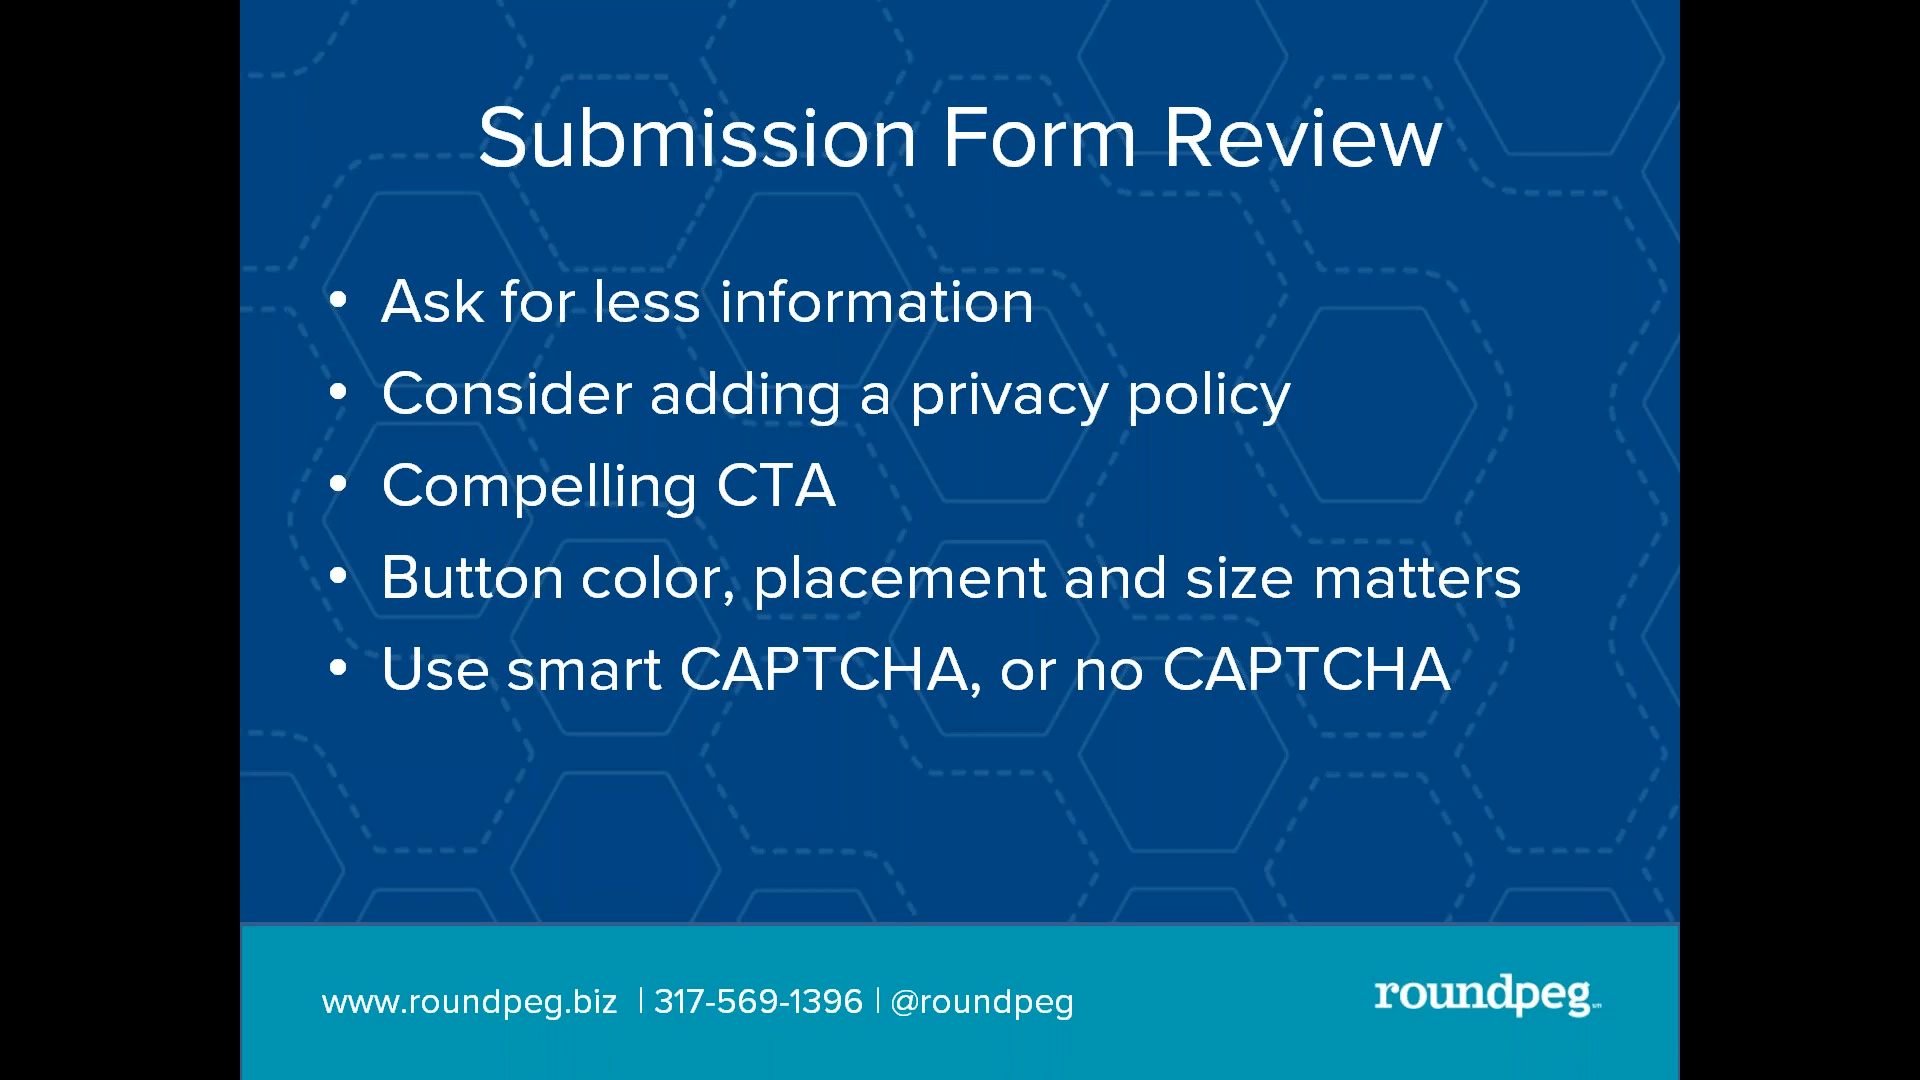 Submission Form Review
• Ask for less information
• Consider adding a privacy policy
• Compelling CTA
• Button color, placement and size matters
• Use smart CAPTCHA, or no CAPTCHA
www.roundpeg.biz | 317-569-1396 | @roundpeg
roundpeg